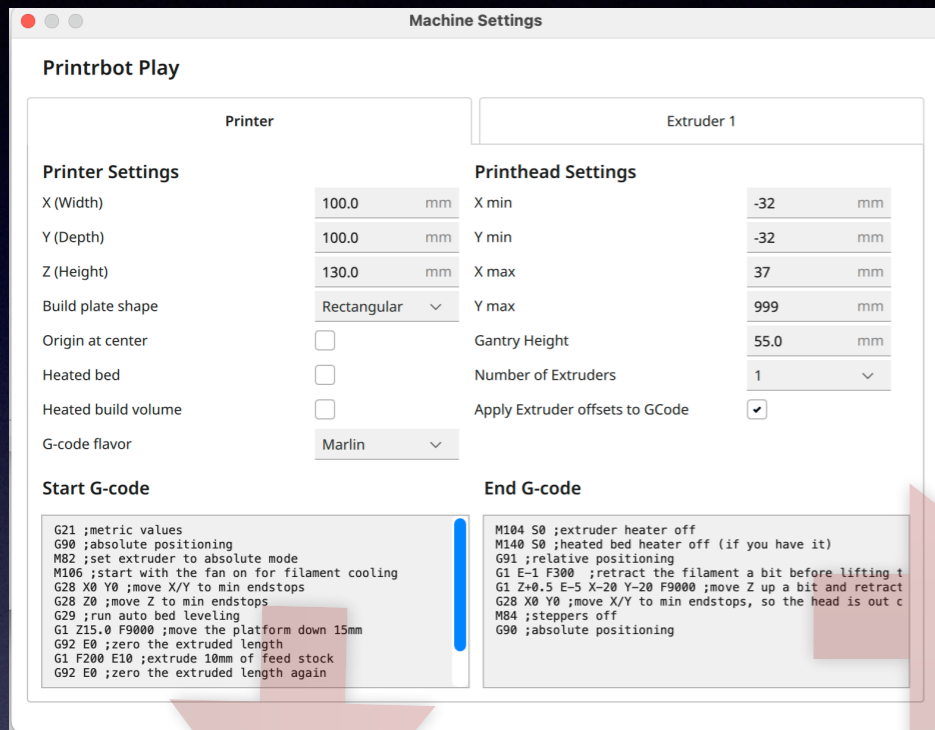 Machine Settings
Printrbot Play
Printer
Extruder 1
Printer Settings
X (Width) 100.0 mm
Y (Depth) 100.0 mm
Z (Height) 130.0 mm
Build plate shape Rectangular
Origin at center
Heated bed
Heated build volume
G-code flavor Marlin
Printhead Settings
X min -32 mm
Y min -32 mm
X max 37 mm
Y max 999 mm
Gantry Height 55.0 mm
Number of Extruders 1
Apply Extruder offsets to GCode
Start G-code
G21 ;metric values
G90 ;absolute positioning
M82 ;set extruder to absolute mode
M106 ;start with the fan on for filament cooling
G28 X0 Y0 ;move X/Y to min endstops
G28 Z0 ;move Z to min endstops
G29 ;run auto bed leveling
G1 Z15.0 F9000 ;move the platform down 15mm
G92 E0 ;zero the extruded length
G1 F200 E10 ;extrude 10mm of feed stock
G92 E0 ;zero the extruded length again
End G-code
M104 S0 ;extruder heater off
M140 S0 ;heated bed heater off (if you have it)
G91 ;relative positioning
G1 E-1 F300  ;retract the filament a bit before lifting t
G1 Z+0.5 E-5 X-20 Y-20 F9000 ;move Z up a bit and retract
G28 X0 Y0 ;move X/Y to min endstops, so the head is out c
M84 ;steppers off
G90 ;absolute positioning